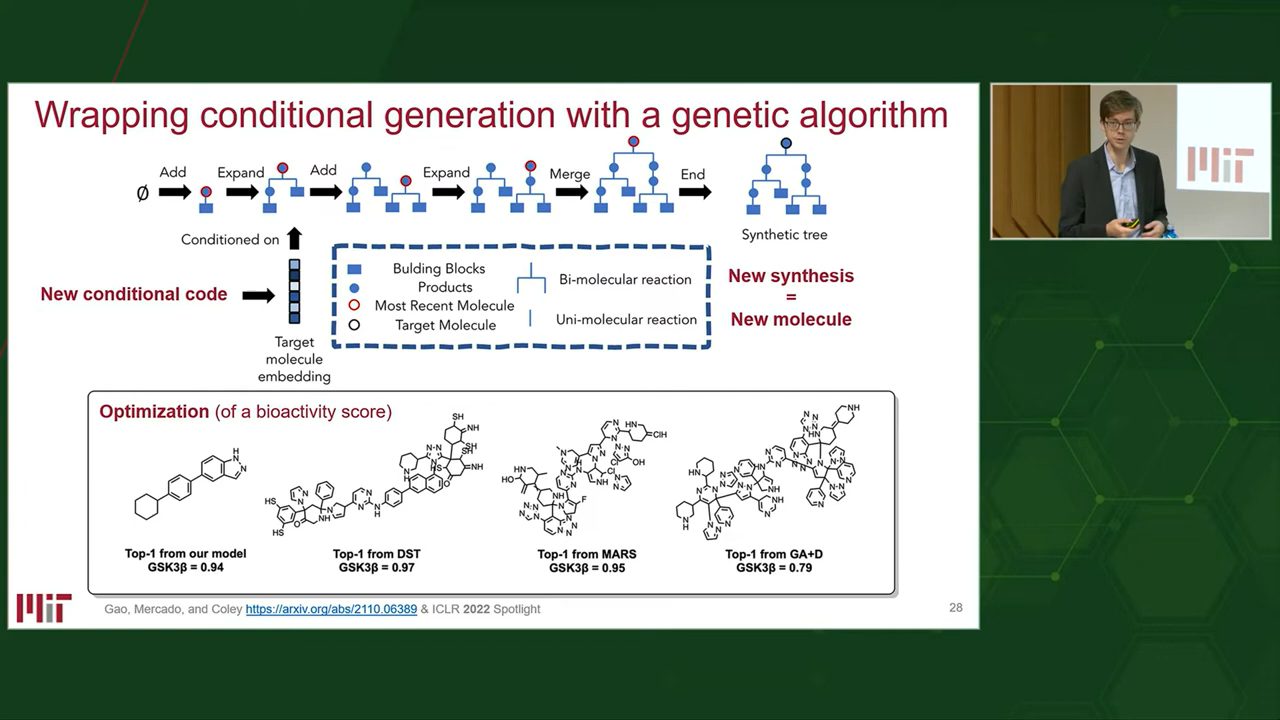 Wrapping conditional generation with a genetic algorithm
Ø Add Expand Add Expand Merge End
Conditioned on
Synthetic tree
New conditional code
Target
molecule
embedding
Bulding Blocks
Products
Most Recent Molecule
Target Molecule
Bi-molecular reaction
Uni-molecular reaction
New synthesis
=
New molecule
Optimization (of a bioactivity score)
Top-1 from our model
GSK3β = 0.94
Top-1 from DST
GSK3β = 0.97
Top-1 from MARS
GSK3β = 0.95
Top-1 from GA+D
GSK3β = 0.79
MIT
Gao, Mercado, and Coley https://arxiv.org/abs/2110.06389 & ICLR 2022 Spotlight
28
MIT